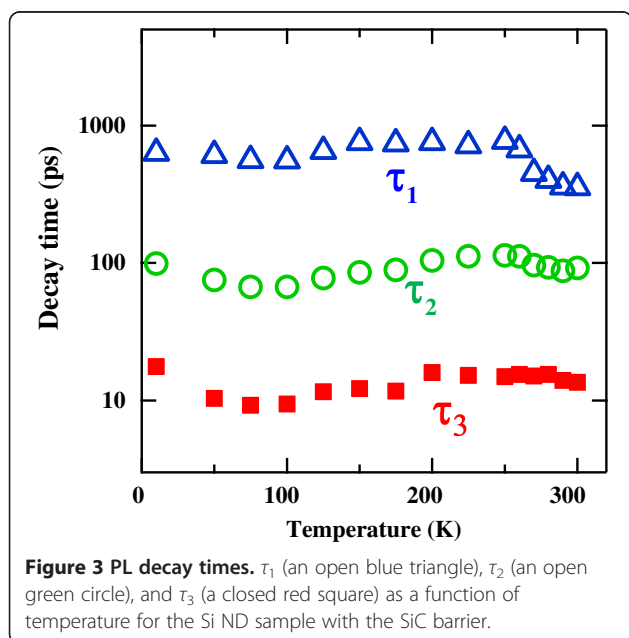 1000
100
10
Decay time (ps)
τ1
τ2
τ3
0 100 200 300
Temperature (K)
Figure 3 PL decay times. τ1 (an open blue triangle), τ2 (an open
green circle), and τ3 (a closed red square) as a function of
temperature for the Si ND sample with the SiC barrier.